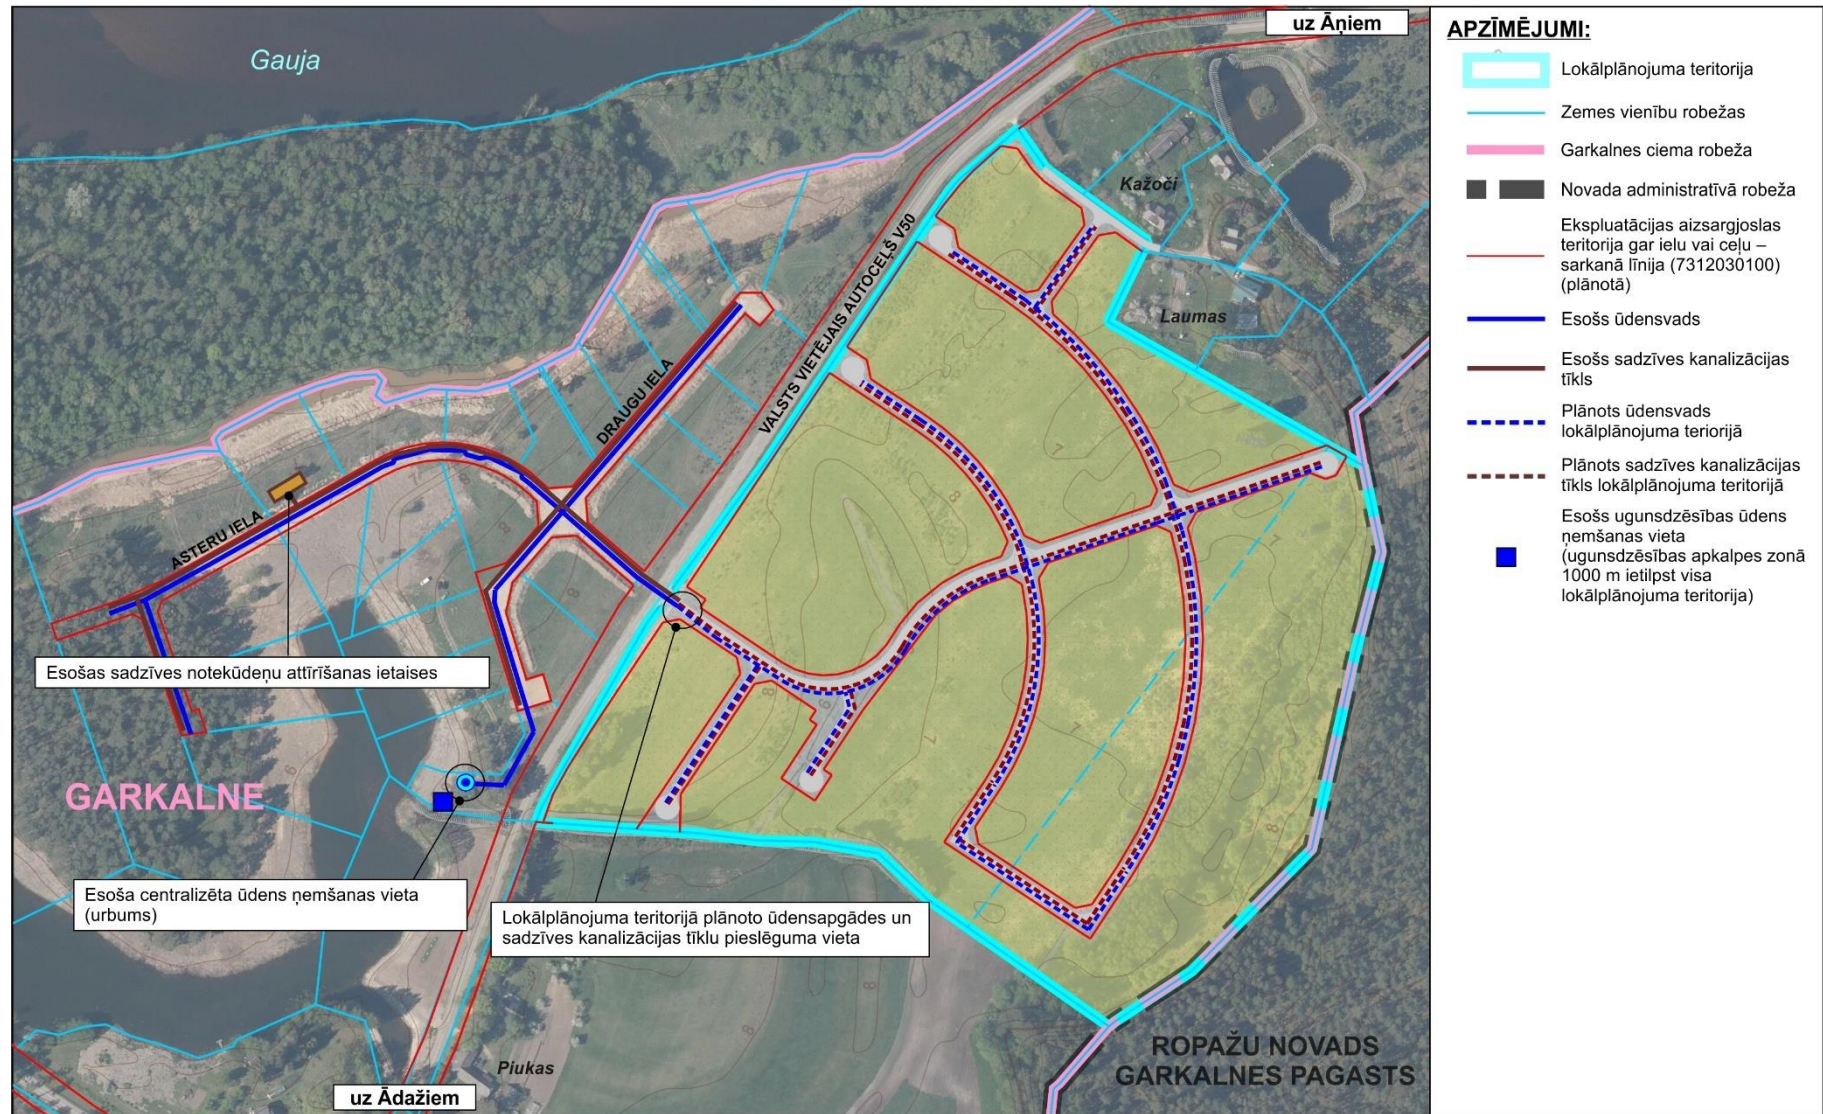 uz Āņiem
Gauja
Kažoči
VALSTS VIETĒJAIS AUTOCEĻŠ V50
Laumas
DRAUGU IELA
ASTERU IELA
Esošas sadzīves notekūdeņu attīrīšanas ietaises
GARKALNE
Esoša centralizēta ūdens ņemšanas vieta
(urbums)
Lokālplānojuma teritorijā plānoto ūdensapgādes un
sadzīves kanalizācijas tīklu pieslēguma vieta
Piukas
uz Ādažiem
ROPAŽU NOVADS
GARKALNES PAGASTS
APZĪMĒJUMI:
Lokālplānojuma teritorija
Zemes vienību robežas
Garkalnes ciema robeža
Novada administratīvā robeža
Ekspluatācijas aizsargjoslas
teritorija gar ielu vai ceļu –
sarkanā līnija (7312030100)
(plānotā)
Esošs ūdensvads
Esošs sadzīves kanalizācijas
tīkls
Plānots ūdensvads
lokālplānojuma teriorijā
Plānots sadzīves kanalizācijas
tīkls lokālplānojuma teritorijā
Esošs ugunsdzēsības ūdens
ņemšanas vieta
(ugunsdzēsības apkalpes zonā
1000 m ietilpst visa
lokālplānojuma teritorija)